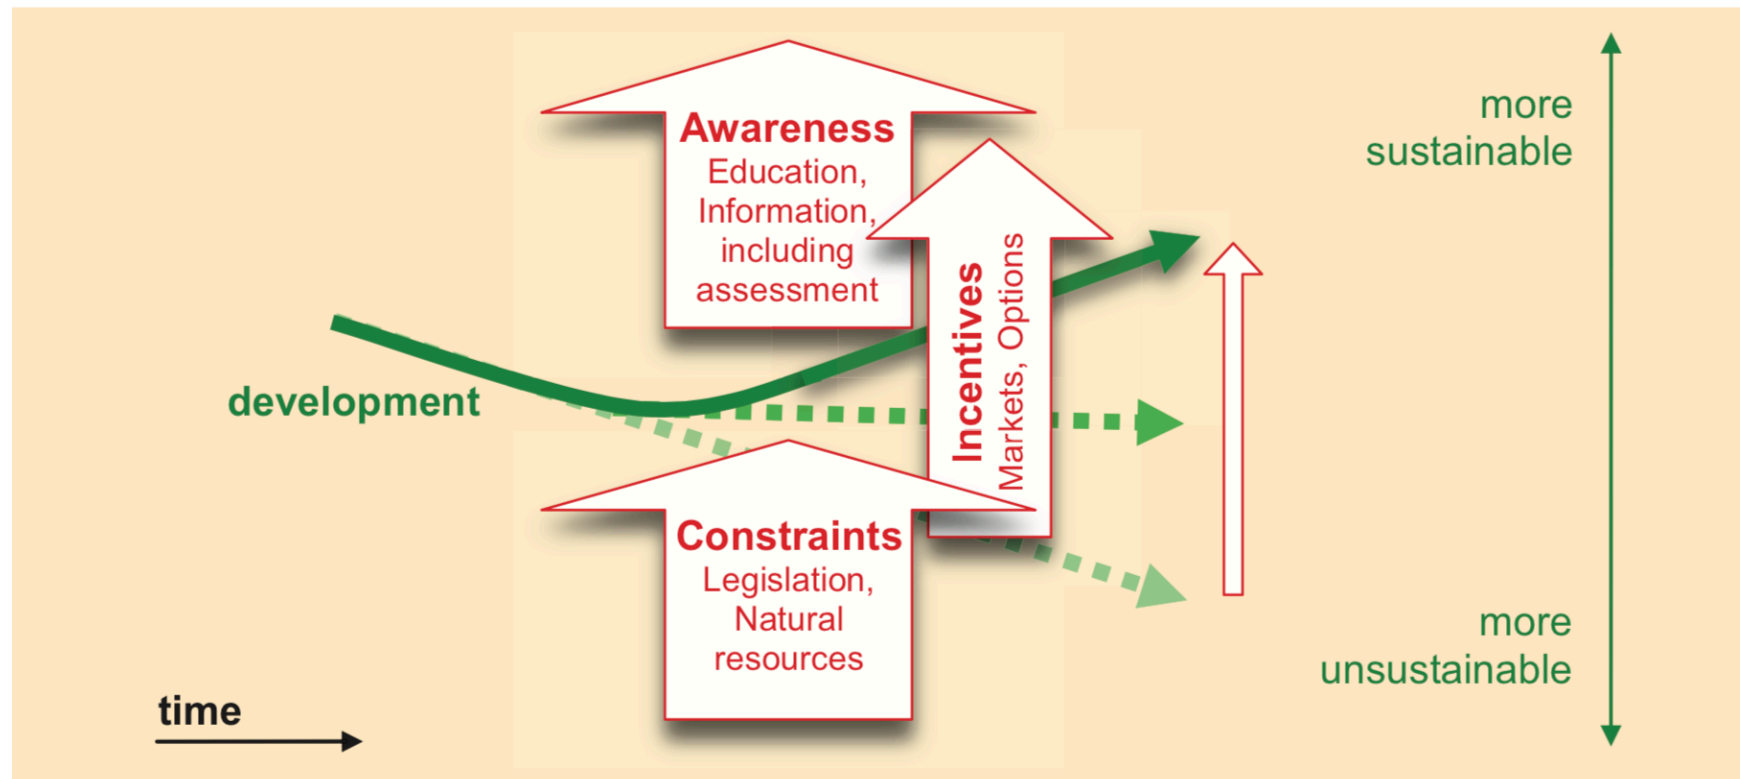 Awareness
Education,
Information,
including
assessment
Incentives
Markets, Options
development
Constraints
Legislation,
Natural
resources
time
more
sustainable
more
unsustainable